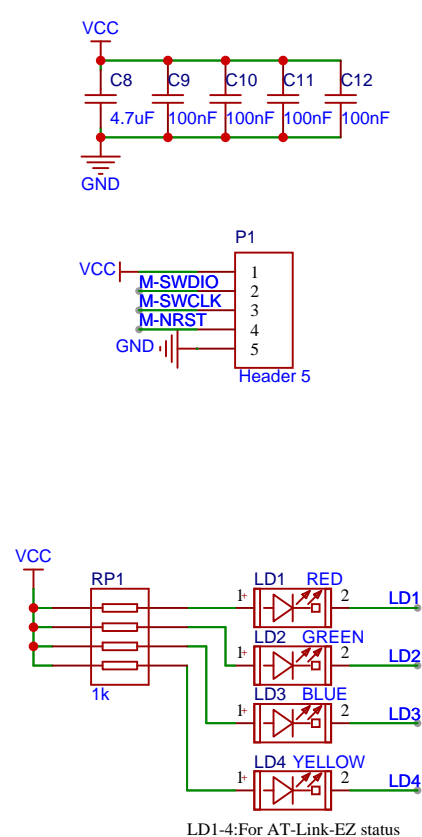 VCC
C8 C9 C10 C11 C12
4.7uF 100nF 100nF 100nF 100nF
GND
P1
VCC 1
M-SWDIO 2
M-SWCLK 3
M-NRST 4
GND 5
Header 5
VCC
RP1
1k
LD1 RED
1+ 2 LD1
LD2 GREEN
1+ 2 LD2
LD3 BLUE
1+ 2 LD3
LD4 YELLOW
1+ 2 LD4
LD1-4:For AT-Link-EZ status